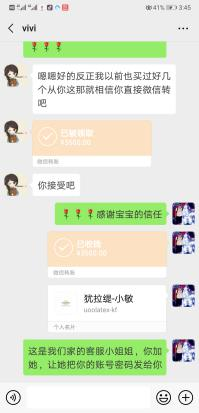 41% 3:45
vivi
嗯嗯好的反正我以前也买过好几
个从你这那就相信你直接微信转
吧
已被领取
¥3500.00
微信转账
你接受吧
感谢宝宝的信任
已收钱
¥3500.00
微信转账
犹拉缇-小敏
uoolatex-kf
个人名片
这是我们家的客服小姐姐,你加
她,让她把你的账号密码发给你